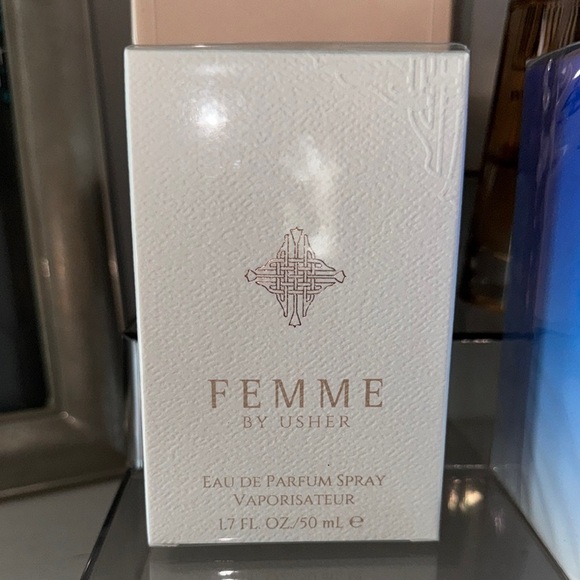 FEMME
BY USHER
EAU DE PARFUM SPRAY
VAPORISATEUR
1.7 FL. OZ./50 mL ℮